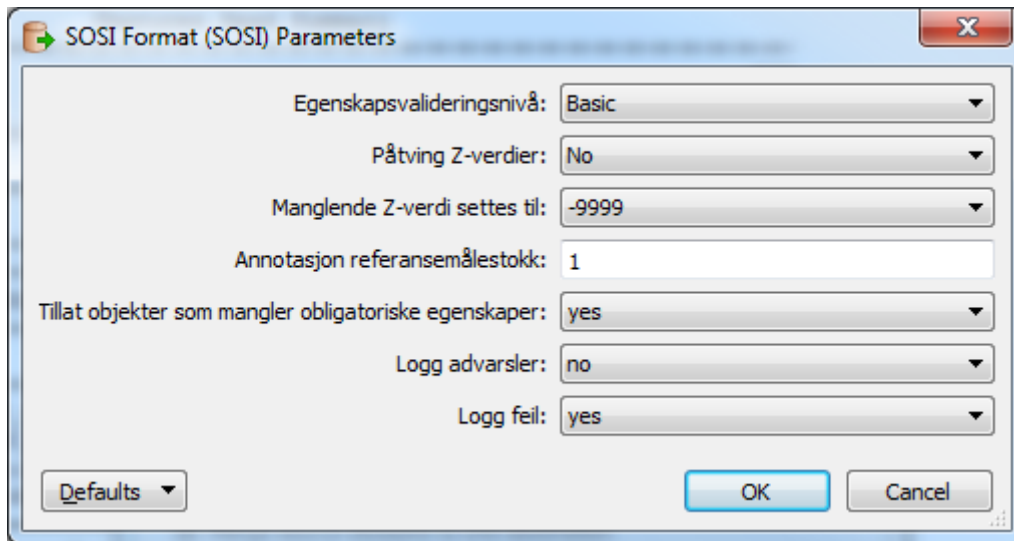 SOSI Format (SOSI) Parameters
Egenskapsvalideringsnivå: Basic
Påtving Z-verdier: No
Manglende Z-verdi settes til: -9999
Annotasjon referansemålestokk: 1
Tillat objekter som mangler obligatoriske egenskaper: yes
Logg advarsler: no
Logg feil: yes
Defaults OK Cancel